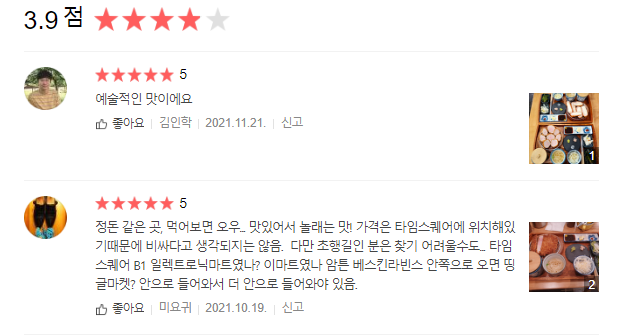 3.9 점
5
예술적인 맛이에요
좋아요 김인학 2021.11.21. 신고
1
5
정돈 같은 곳, 먹어보면 오우.. 맛있어서 놀래는 맛! 가격은 타임스퀘어에 위치해있
기때문에 비싸다고 생각되지는 않음. 다만 초행길인 분은 찾기 어려울수도.. 타임
스퀘어 B1 일렉트로닉마트였나? 이마트였나 암튼 베스킨라빈스 안쪽으로 오면 띵
굴마켓? 안으로 들어와서 더 안으로 들어와야 있음.
2
좋아요 미요귀 2021.10.19. 신고